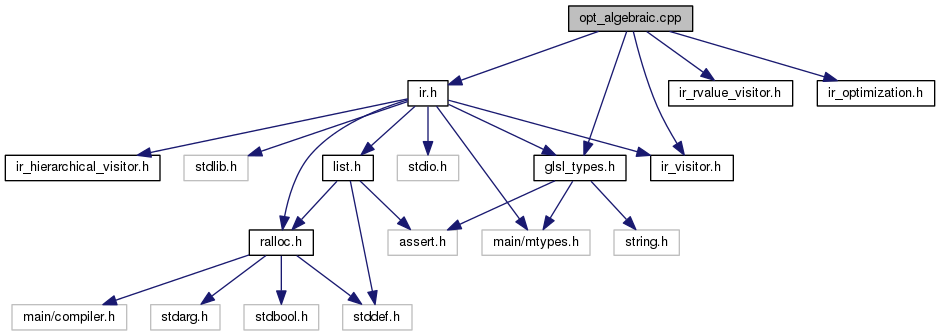 opt_algebraic.cpp
ir.h
ir_rvalue_visitor.h
ir_optimization.h
ir_hierarchical_visitor.h
stdlib.h
list.h
stdio.h
glsl_types.h
ir_visitor.h
ralloc.h
assert.h
main/mtypes.h
string.h
main/compiler.h
stdarg.h
stdbool.h
stddef.h